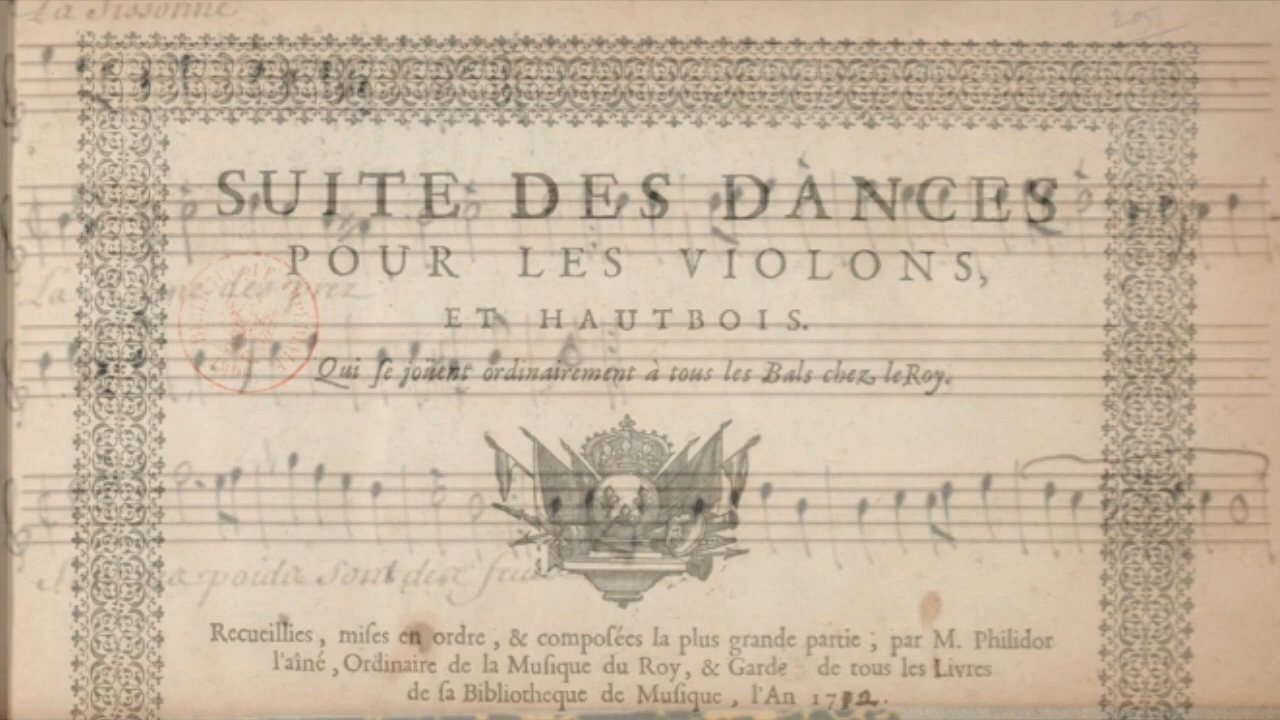 La Sissonne
SUITE DES DANCES
POUR LES VIOLONS,
ET HAUTBOIS.
Qui ſe joüent ordinairement à tous les Bals chez le Roy.
Recueillies, miſes en ordre, & compoſées la plus grande partie; par M. Philidor
l'aîné, Ordinaire de la Muſique du Roy, & Garde de tous les Livres
de ſa Bibliotheque de Muſique, l'An 1712.